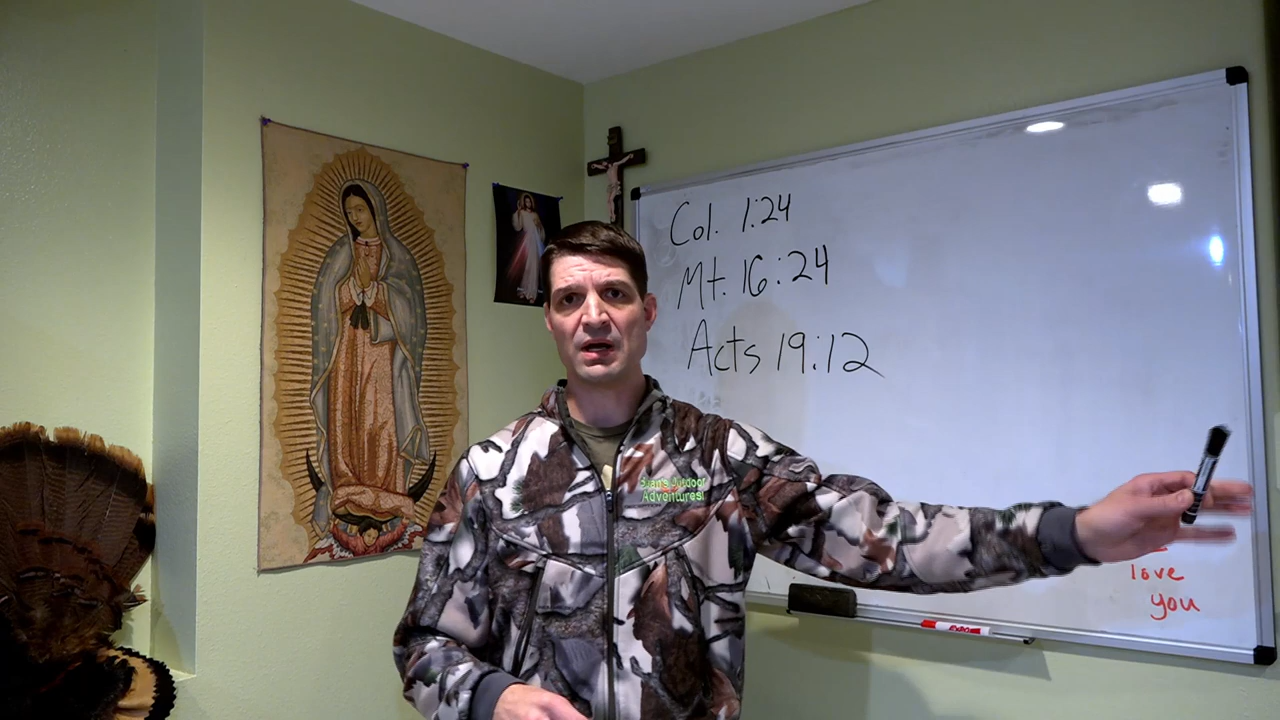 Col. 1:24
Mt. 16:24
Acts 19:12
Outdoor
Adventures!
love
you
EXPO